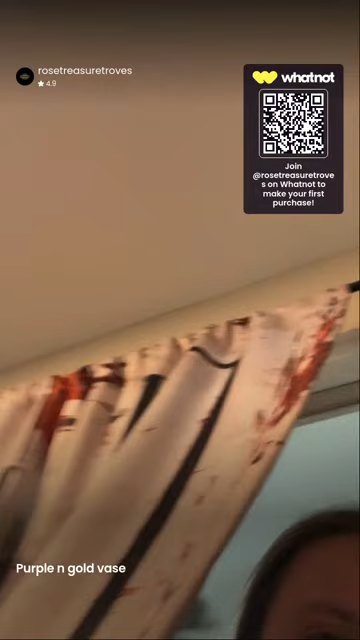 rosetreasuretroves
4.9
whatnot
Join
@rosetreasuretrove
s on Whatnot to
make your first
purchase!
Purple n gold vase